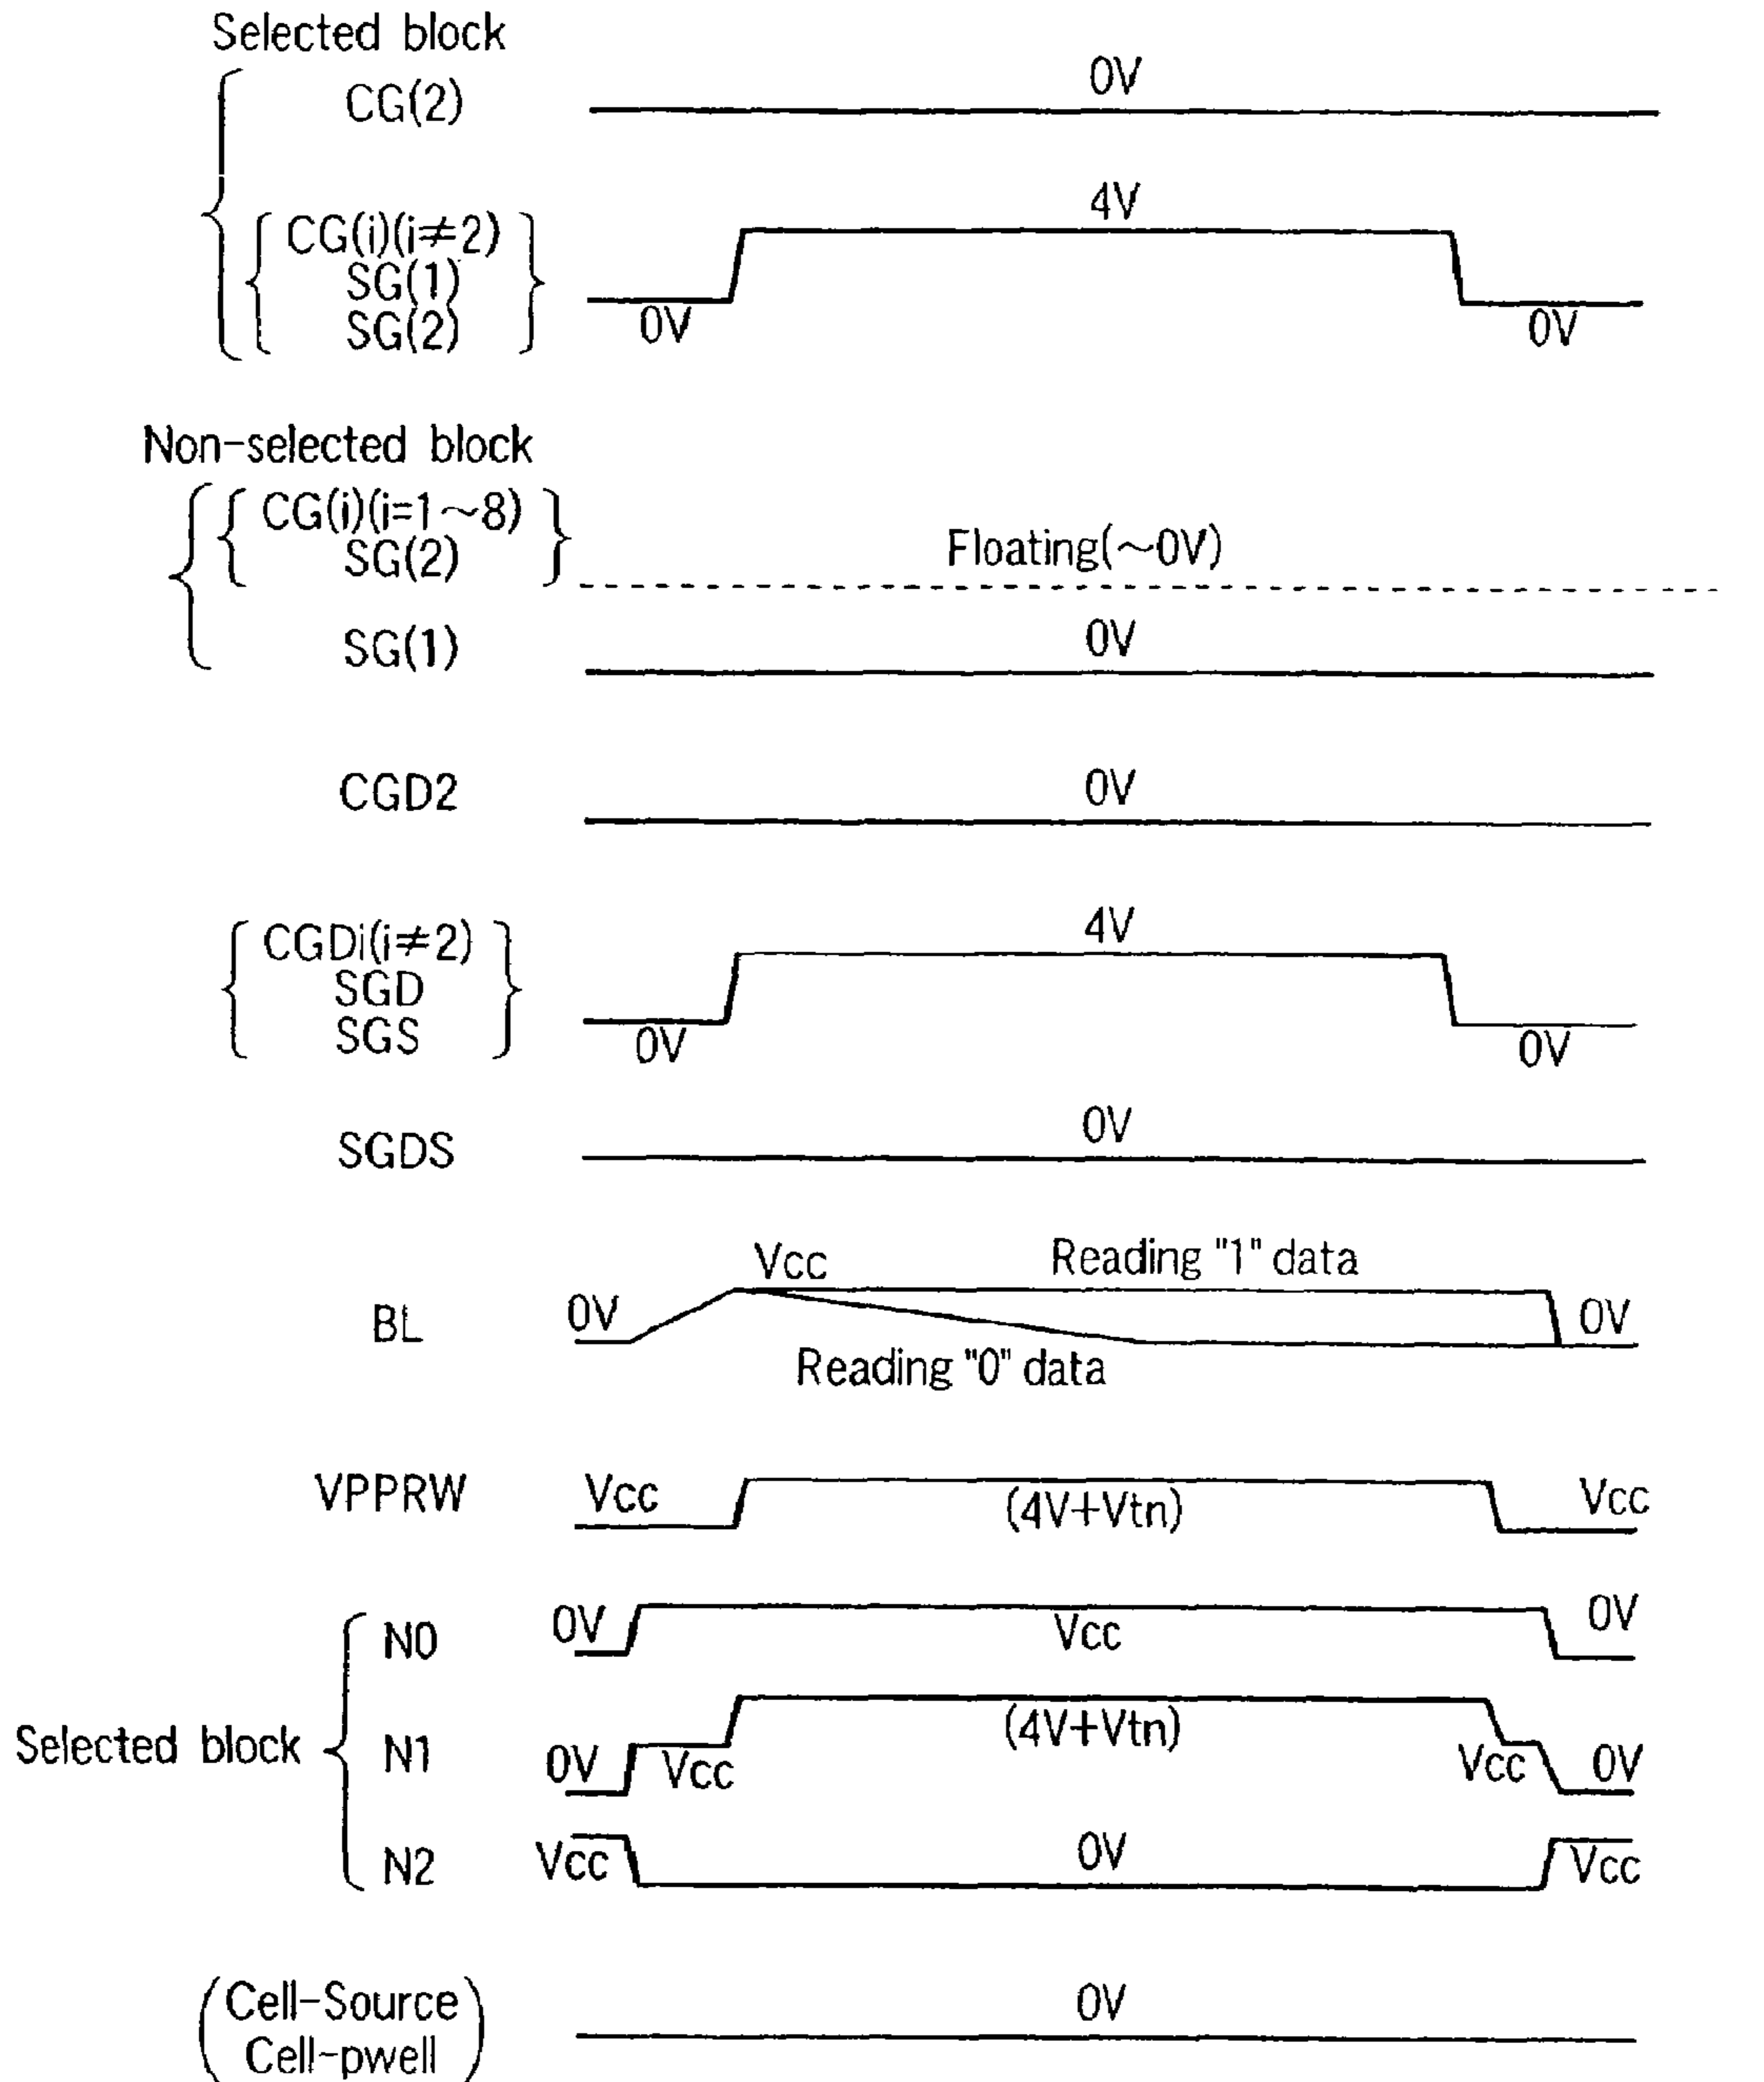 Selected block
CG(2)
0V
CG(i)(i≠2)
SG(1)
SG(2)
0V
4V
0V
Non-selected block
CG(i)(i=1~8)
SG(2)
Floating(~0V)
SG(1)
0V
CGD2
0V
CGDi(i≠2)
SGD
SGS
0V
4V
0V
SGDS
0V
BL
0V
Vcc
Reading "1" data
0V
Reading "0" data
VPPRW
Vcc
(4V+Vtn)
Vcc
Selected block
N0
0V
Vcc
0V
N1
0V
Vcc
(4V+Vtn)
Vcc
0V
N2
Vcc
0V
Vcc
Cell-Source
Cell-pwell
0V